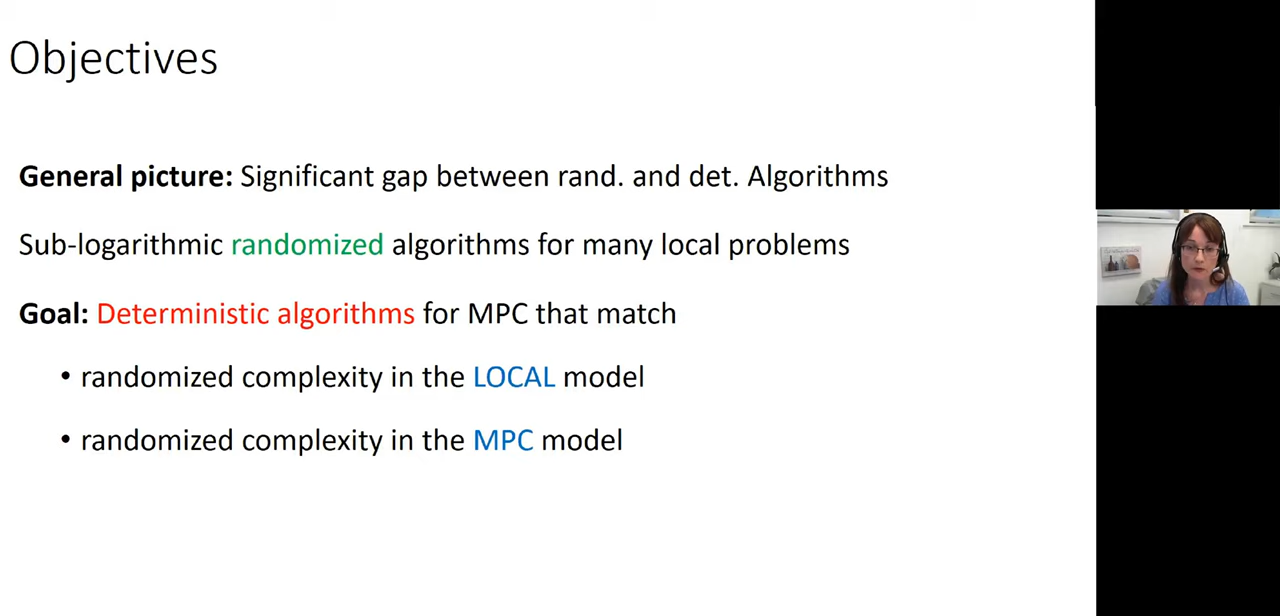 Objectives
General picture: Significant gap between rand. and det. Algorithms
Sub-logarithmic randomized algorithms for many local problems
Goal: Deterministic algorithms for MPC that match
• randomized complexity in the LOCAL model
• randomized complexity in the MPC model